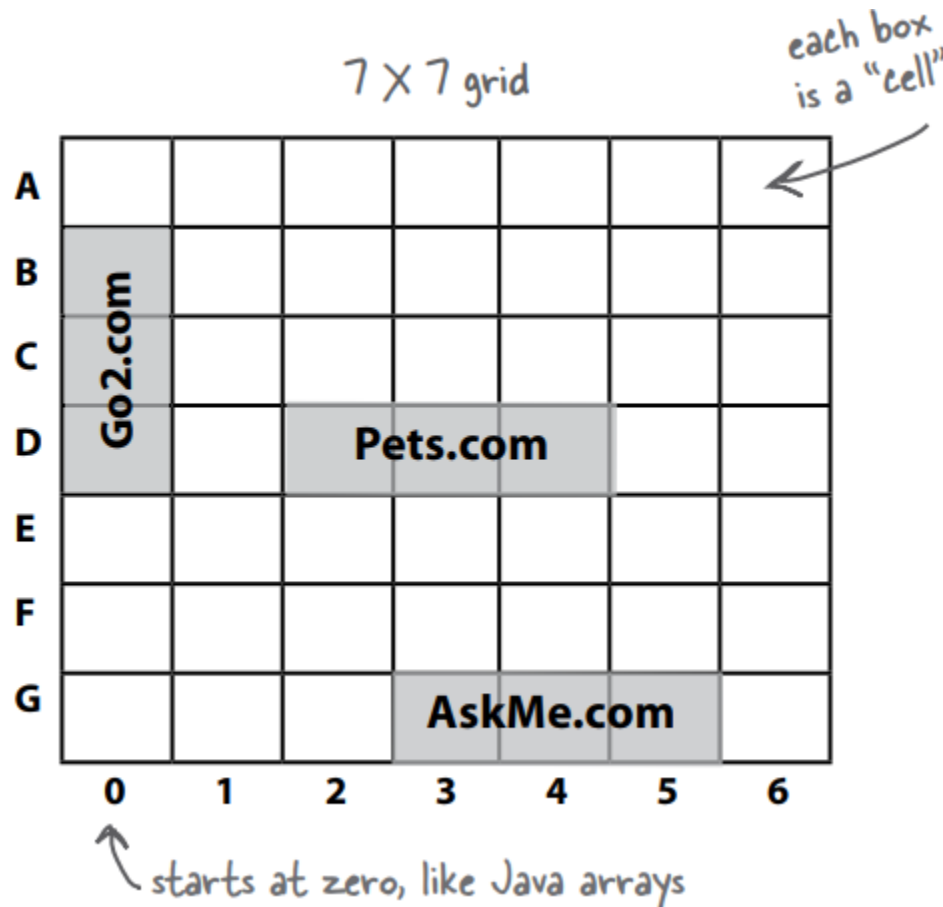 each box
is a “cell”
7 X 7 grid
A
B
C
D
E
F
G
Go2.com
Pets.com
AskMe.com
0 1 2 3 4 5 6
starts at zero, like Java arrays